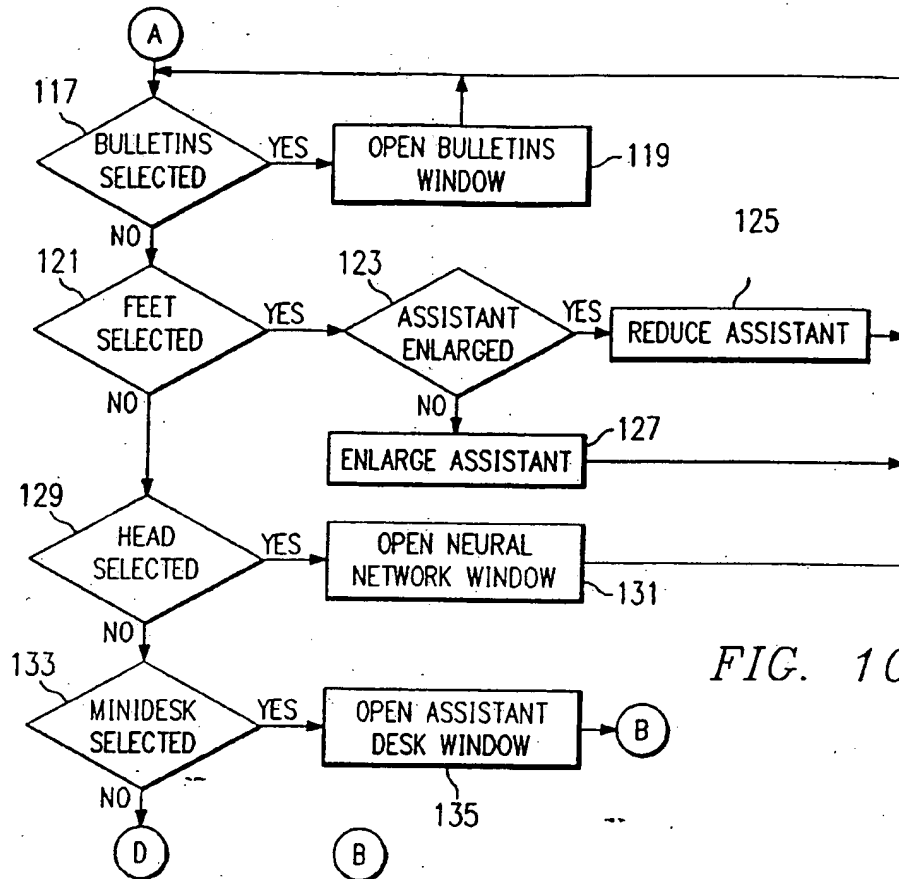 A
117
BULLETINS
SELECTED
YES
OPEN BULLETINS
WINDOW
119
NO
121
FEET
SELECTED
YES
123
ASSISTANT
ENLARGED
YES
125
REDUCE ASSISTANT
NO
NO
ENLARGE ASSISTANT
127
129
HEAD
SELECTED
YES
OPEN NEURAL
NETWORK WINDOW
131
NO
FIG. 10
133
MINIDESK
SELECTED
YES
OPEN ASSISTANT
DESK WINDOW
B
135
NO
D
B